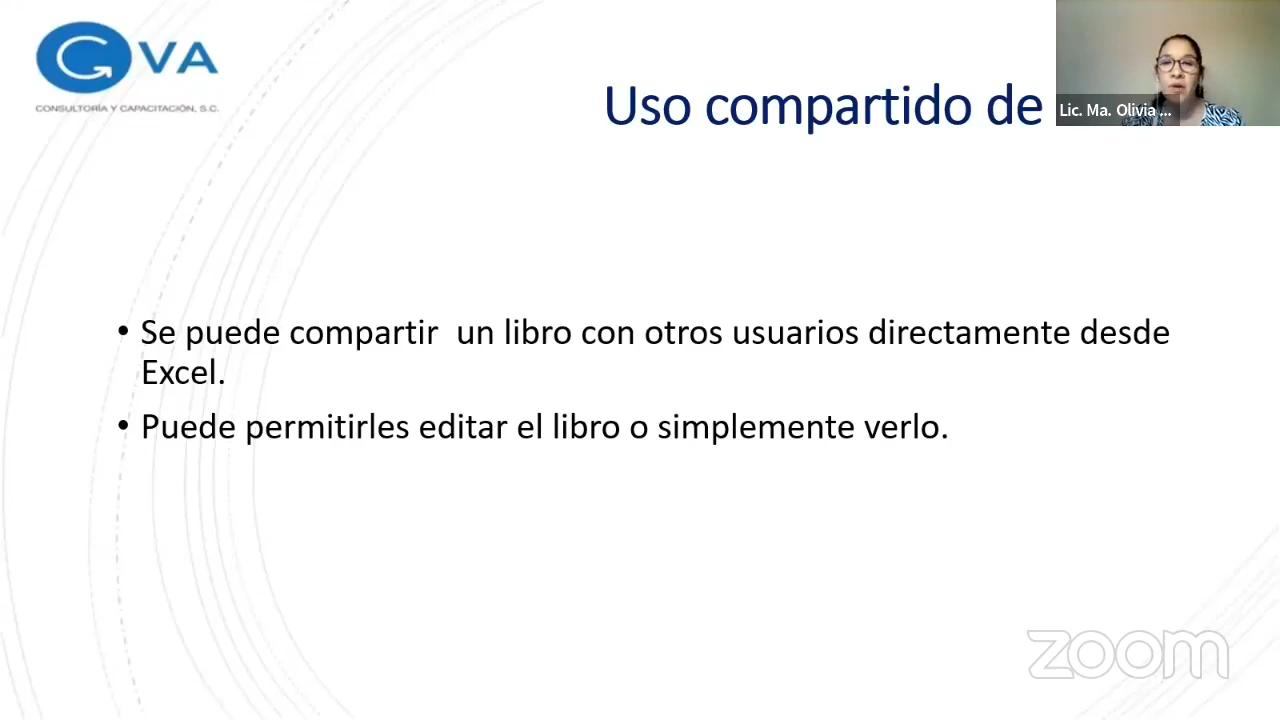 GVA
CONSULTORÍA Y CAPACITACIÓN, S.C.
Uso compartido de
Lic. Ma. Olivia ...
• Se puede compartir  un libro con otros usuarios directamente desde
Excel.
• Puede permitirles editar el libro o simplemente verlo.
zoom